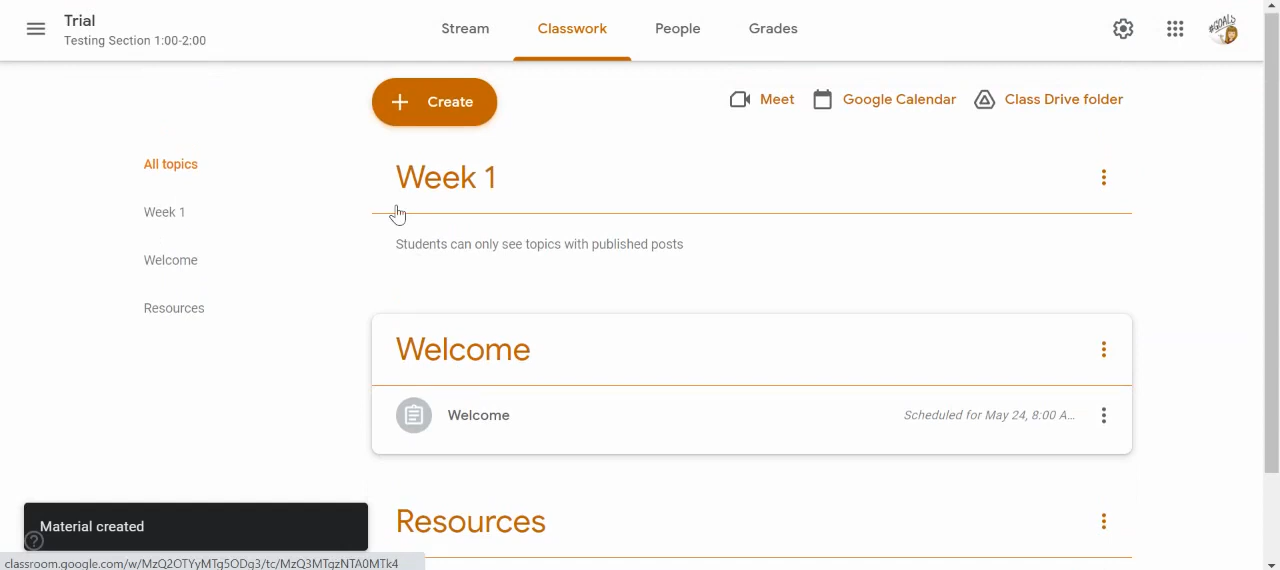 Trial
Testing Section 1:00-2:00
Stream
Classwork
People
Grades
#GOALS
Create
Meet
Google Calendar
Class Drive folder
All topics
Week 1
Welcome
Resources
Week 1
Students can only see topics with published posts
Welcome
Welcome
Scheduled for May 24, 8:00 A...
Resources
Material created
classroom.google.com/w/MzQ2OTYyMTg5ODg3/tc/MzQ3MTgzNTA0MTk4